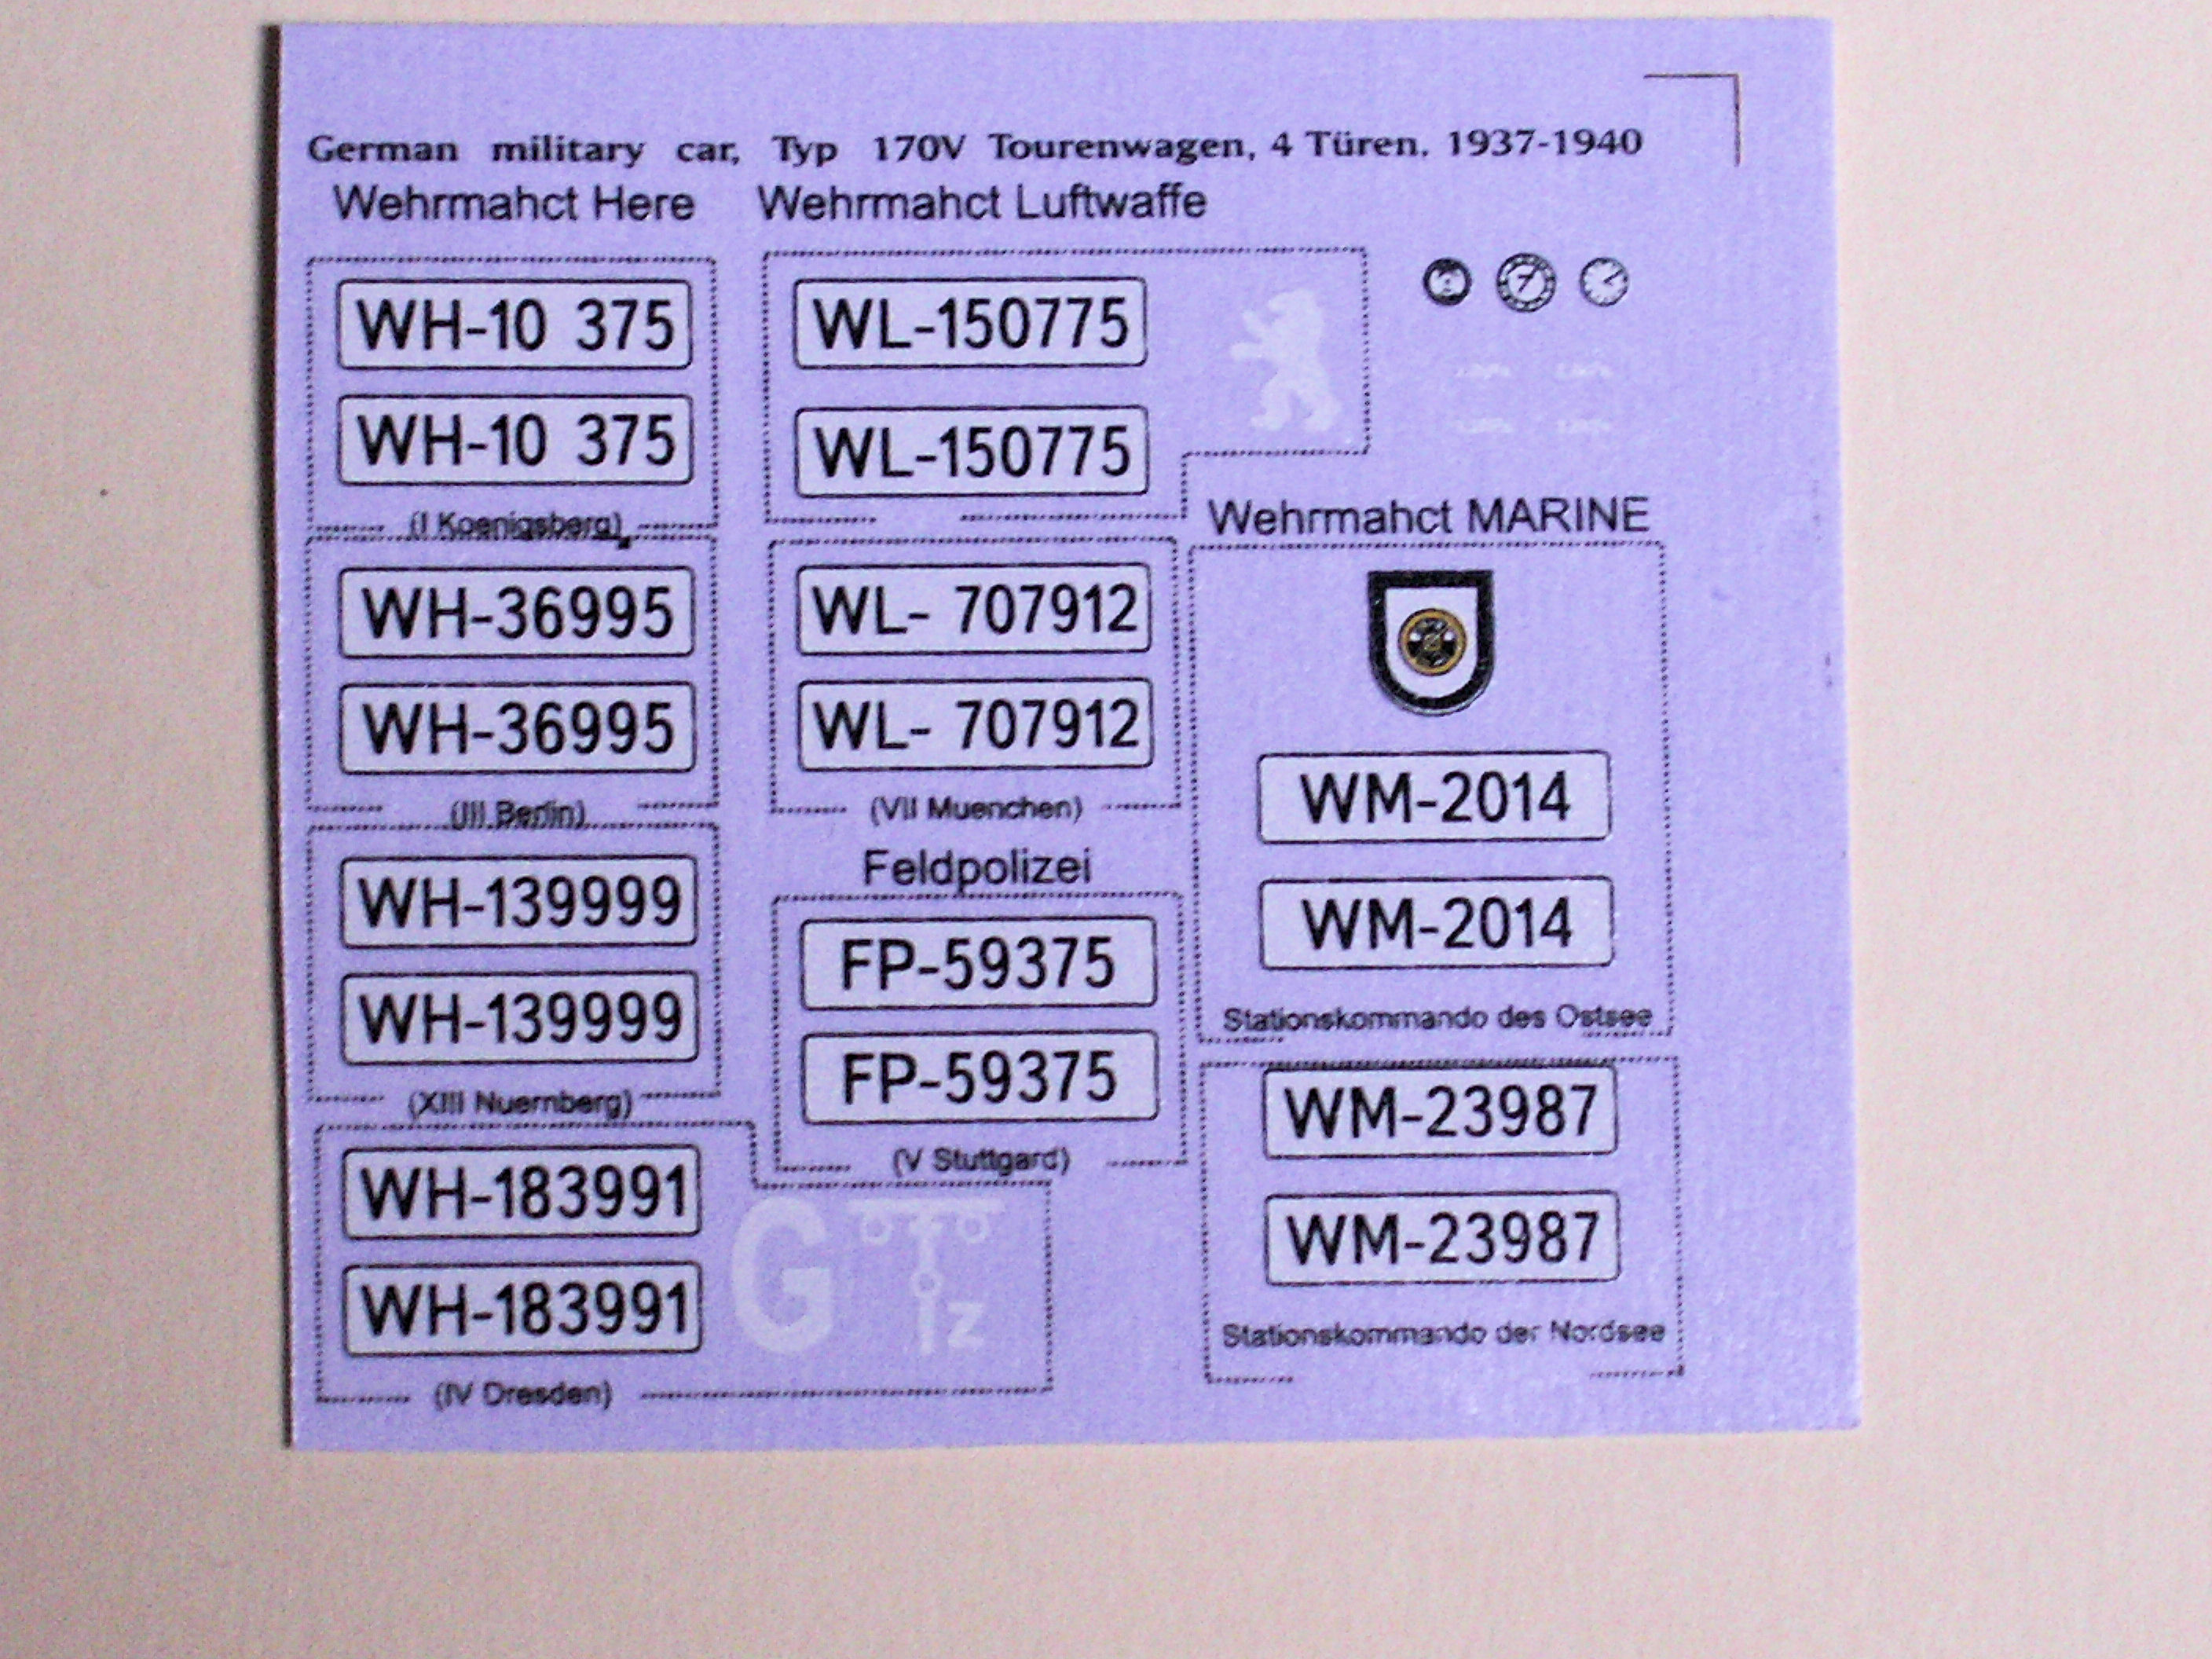 German military car, Typ 170V Tourenwagen, 4 Türen. 1937-1940
Wehrmahct Here
WH-10 375
WH-10 375
(I Koenigsberg)
WH-36995
WH-36995
(III Berlin)
WH-139999
WH-139999
(XIII Nuernberg)
WH-183991
WH-183991
G
Z
(IV Dresden)
Wehrmahct Luftwaffe
WL-150775
WL-150775
WL- 707912
WL- 707912
(VII Muenchen)
Feldpolizei
FP-59375
FP-59375
(V Stuttgard)
Wehrmahct MARINE
WM-2014
WM-2014
Stationskommando des Ostsee
WM-23987
WM-23987
Stationskommando der Nordsee